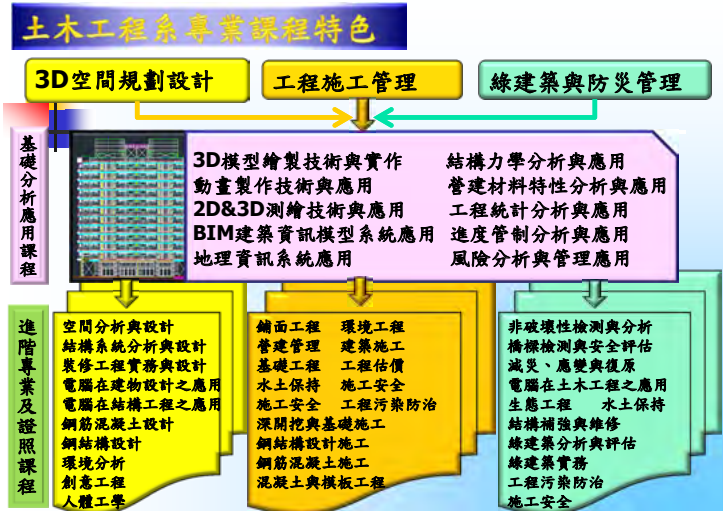 土木工程系專業課程特色
3D空間規劃設計
工程施工管理
綠建築與防災管理
基礎分析應用課程
3D模型繪製技術與實作
動畫製作技術與應用
2D&3D測繪技術與應用
BIM建築資訊模型系統應用
地理資訊系統應用
結構力學分析與應用
營建材料特性分析與應用
工程統計分析與應用
進度管制分析與應用
風險分析與管理應用
進階專業及證照課程
空間分析與設計
結構系統分析與設計
裝修工程實務與設計
電腦在建物設計之應用
電腦在結構工程之應用
鋼筋混凝土設計
鋼結構設計
環境分析
創意工程
人體工學
鋪面工程 環境工程
營建管理 建築施工
基礎工程 工程估價
水土保持 施工安全
施工安全 工程污染防治
深開挖與基礎施工
鋼結構設計施工
鋼筋混凝土施工
混凝土與模板工程
非破壞性檢測與分析
橋樑檢測與安全評估
減災、應變與復原
電腦在土木工程之應用
生態工程 水土保持
結構補強與維修
綠建築分析與評估
綠建築實務
工程污染防治
施工安全